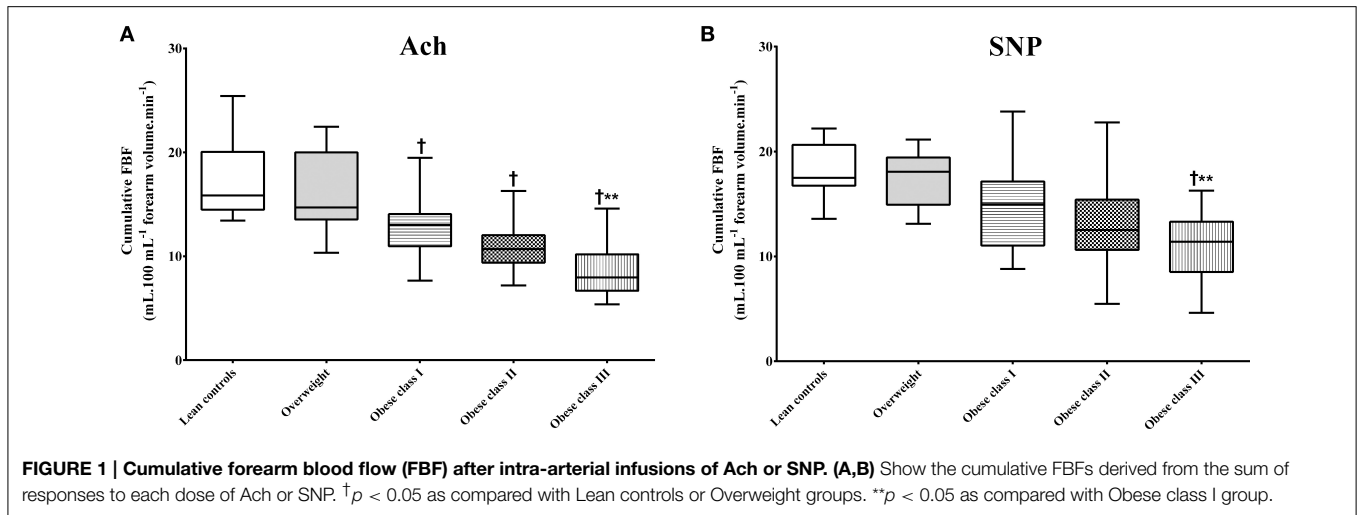 A
Ach
30
20
10
0
Cumulative FBF
(mL.100 mL⁻¹ forearm volume.min⁻¹)
†
†
†**
Lean controls
Overweight
Obese class I
Obese class II
Obese class III
B
SNP
30
20
10
0
Cumulative FBF
(mL.100 mL⁻¹ forearm volume.min⁻¹)
†**
Lean controls
Overweight
Obese class I
Obese class II
Obese class III
FIGURE 1 | Cumulative forearm blood flow (FBF) after intra-arterial infusions of Ach or SNP. (A,B) Show the cumulative FBFs derived from the sum of
responses to each dose of Ach or SNP. †p < 0.05 as compared with Lean controls or Overweight groups. **p < 0.05 as compared with Obese class I group.